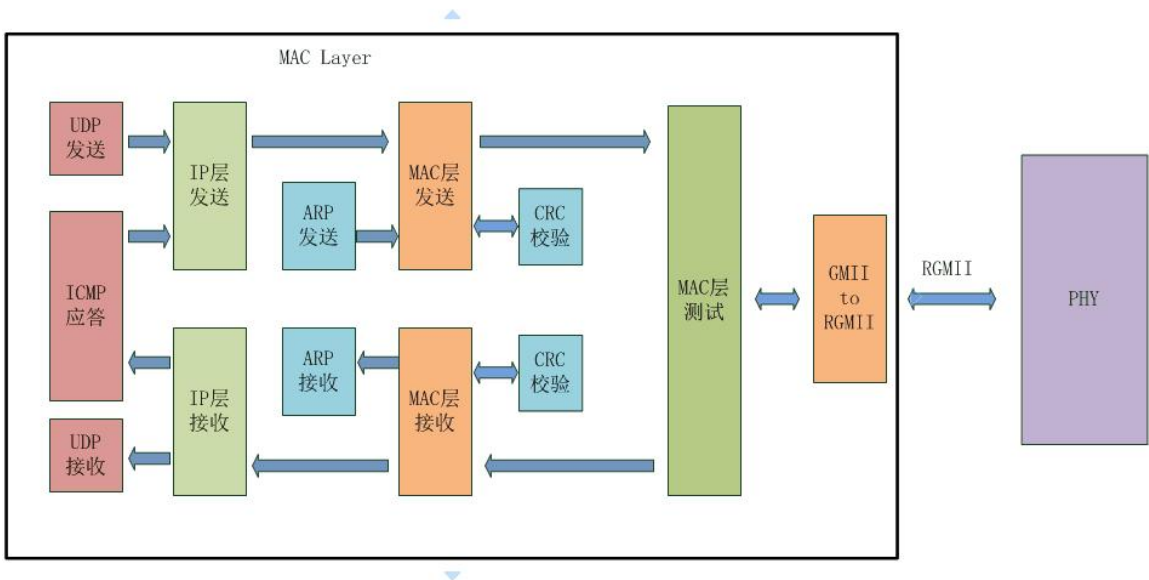 MAC Layer
UDP
发送
IP层
发送
MAC层
发送
ARP
发送
CRC
校验
ICMP
应答
MAC层
测试
GMII
to
RGMII
RGMII
PHY
IP层
接收
ARP
接收
MAC层
接收
CRC
校验
UDP
接收